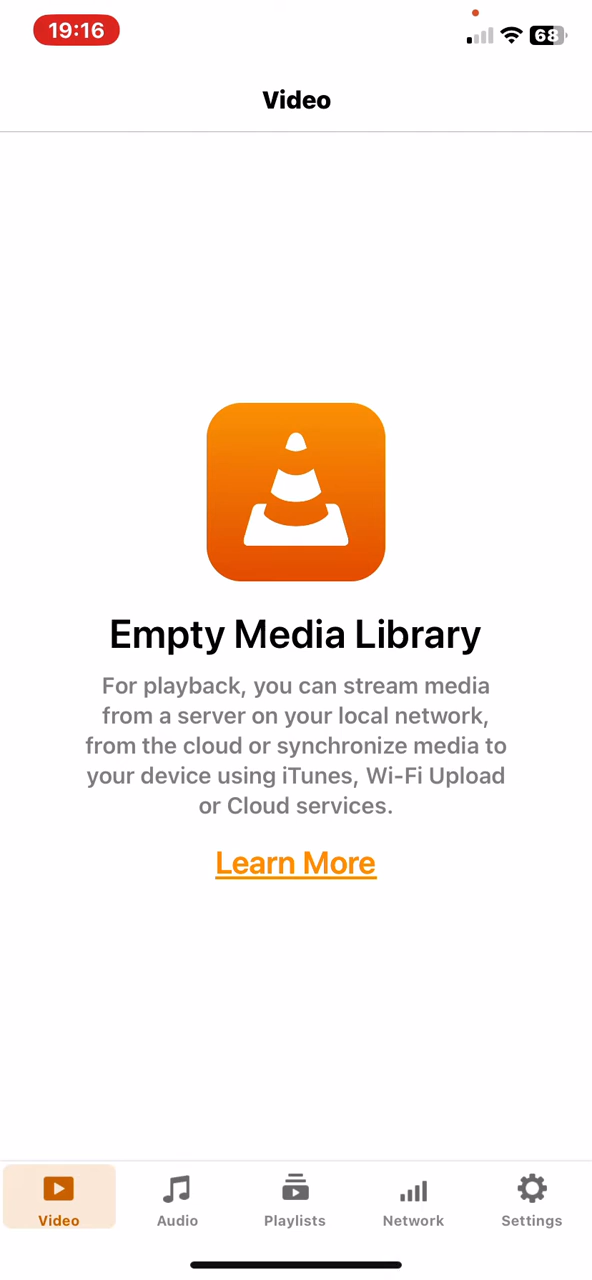 19:16
68
Video
Empty Media Library
For playback, you can stream media
from a server on your local network,
from the cloud or synchronize media to
your device using iTunes, Wi-Fi Upload
or Cloud services.
Learn More
Video
Audio
Playlists
Network
Settings